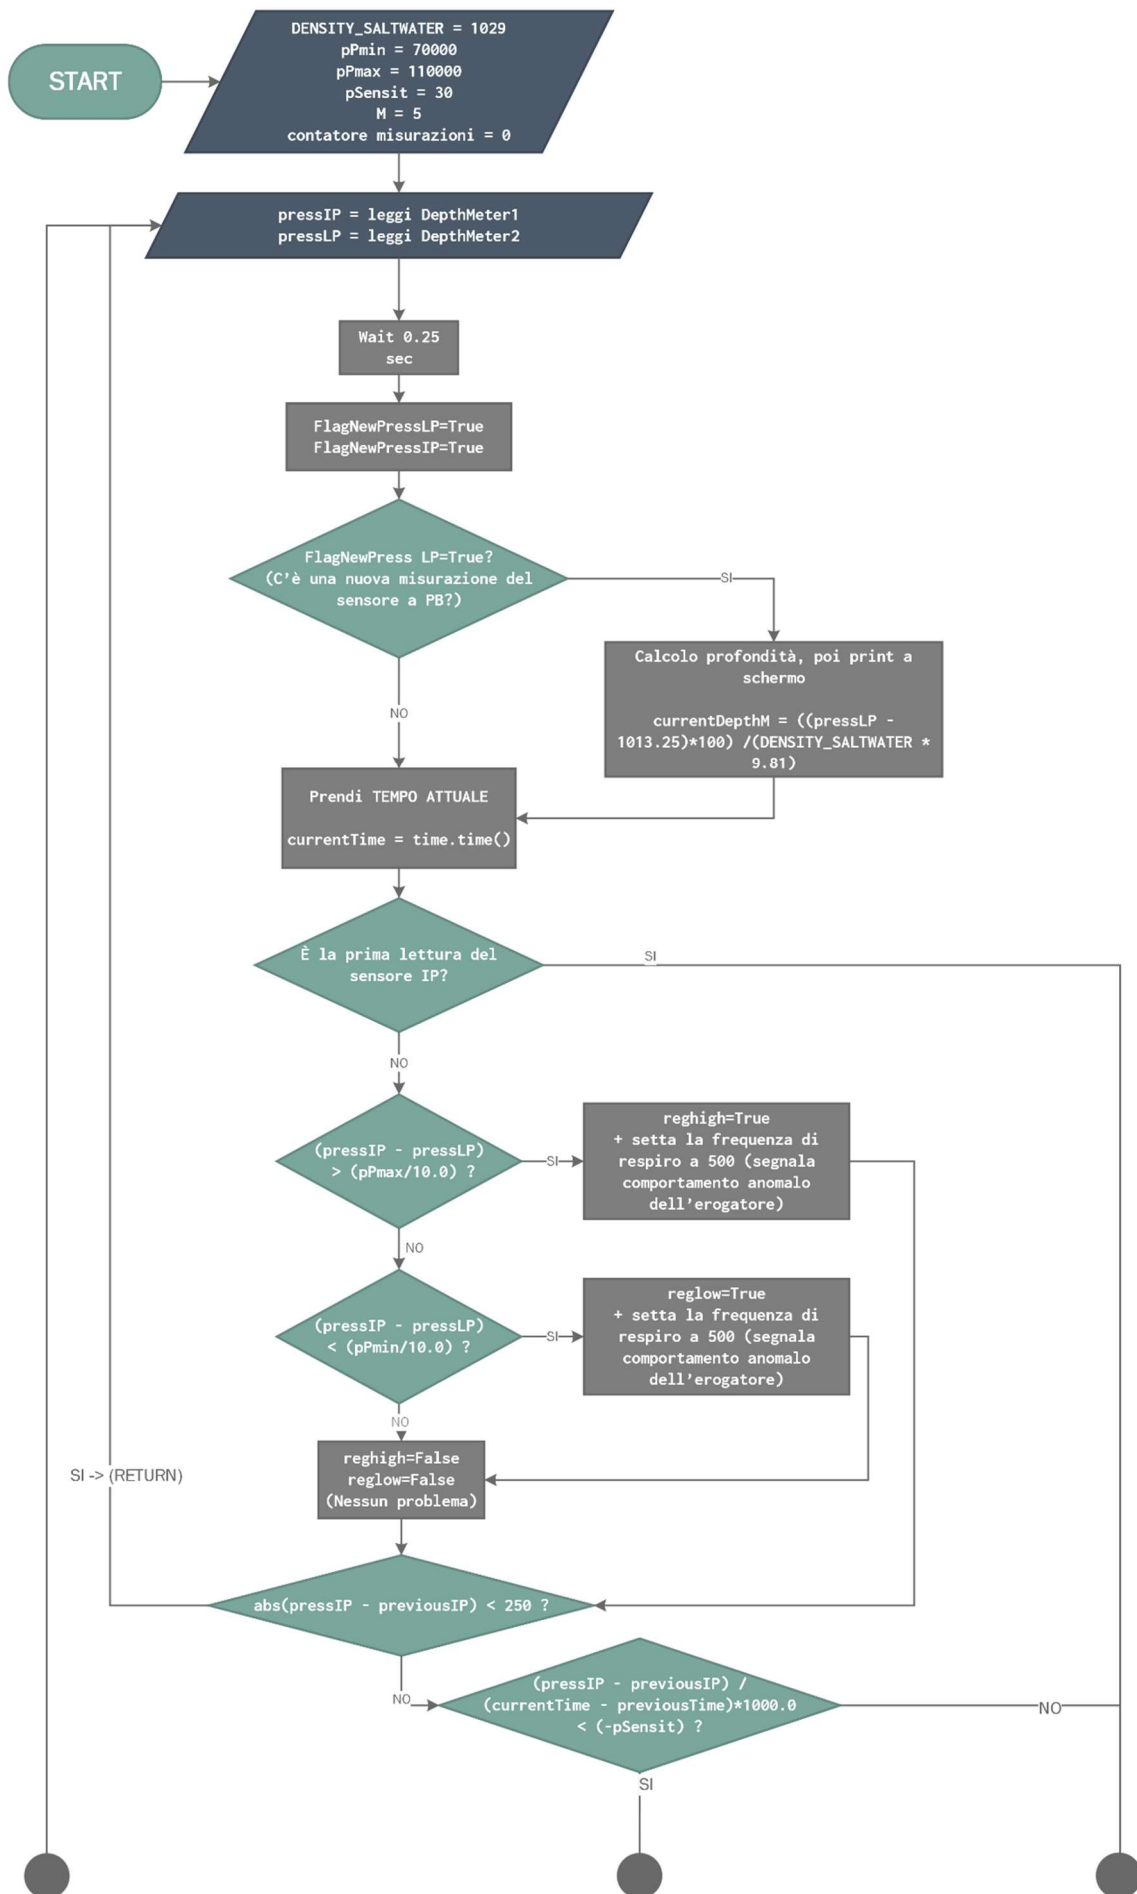 START
DENSITY_SALTWATER = 1029
pPmin = 70000
pPmax = 110000
pSensit = 30
M = 5
contatore misurazioni = 0
pressIP = leggi DepthMeter1
pressLP = leggi DepthMeter2
Wait 0.25
sec
FlagNewPressLP=True
FlagNewPressIP=True
FlagNewPress LP=True?
(C'è una nuova misurazione del
sensore a PB?)
SI
Calcolo profondità, poi print a
schermo
currentDepthM = ((pressLP -
1013.25)*100) /(DENSITY_SALTWATER *
9.81)
NO
Prendi TEMPO ATTUALE
currentTime = time.time()
È la prima lettura del
sensore IP?
SI
NO
(pressIP - pressLP)
> (pPmax/10.0) ?
SI
reghigh=True
+ setta la frequenza di
respiro a 500 (segnala
comportamento anomalo
dell'erogatore)
NO
(pressIP - pressLP)
< (pPmin/10.0) ?
SI
reglow=True
+ setta la frequenza di
respiro a 500 (segnala
comportamento anomalo
dell'erogatore)
NO
reghigh=False
reglow=False
(Nessun problema)
SI -> (RETURN)
abs(pressIP - previousIP) < 250 ?
NO
(pressIP - previousIP) /
(currentTime - previousTime)*1000.0
< (-pSensit) ?
NO
SI